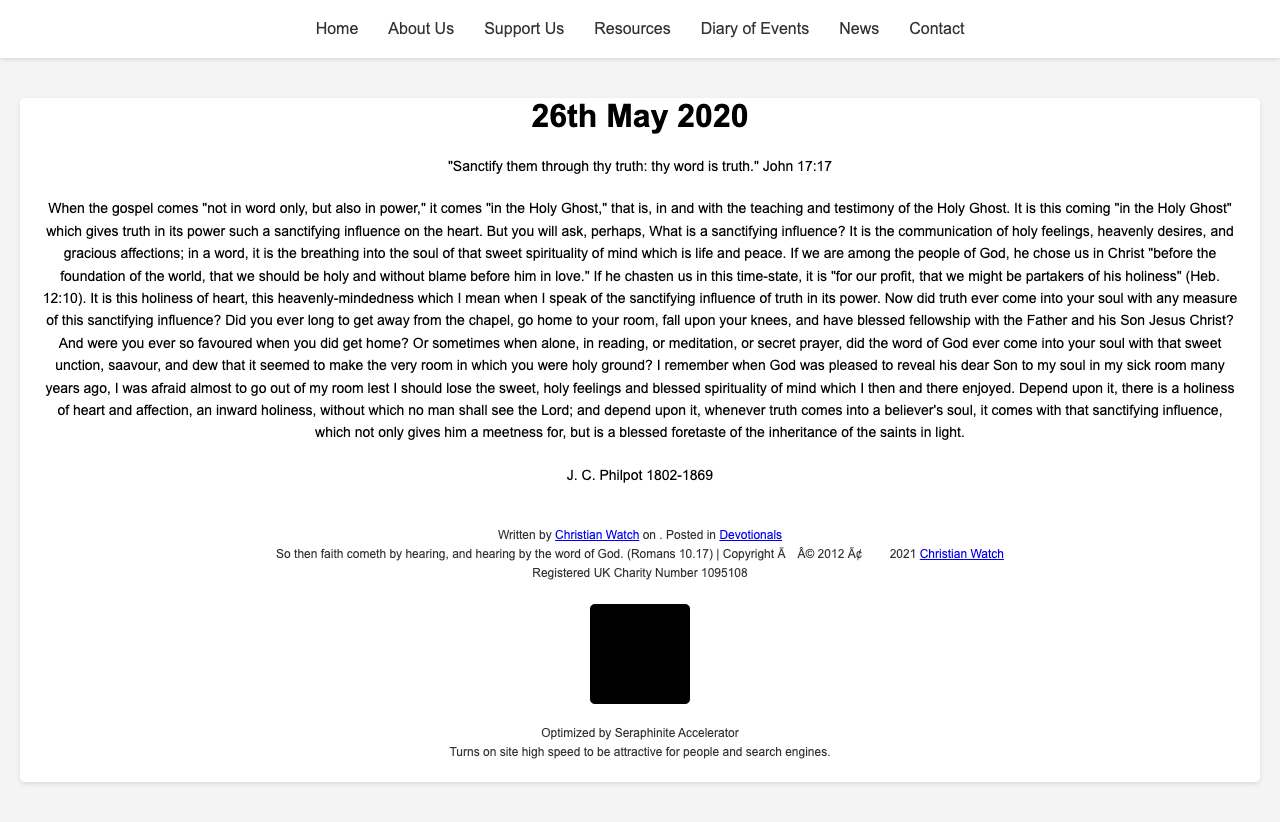 Home About Us Support Us Resources Diary of Events News Contact
26th May 2020
"Sanctify them through thy truth: thy word is truth." John 17:17
When the gospel comes "not in word only, but also in power," it comes "in the Holy Ghost," that is, in and with the teaching and testimony of the Holy Ghost. It is this coming "in the Holy Ghost"
which gives truth in its power such a sanctifying influence on the heart. But you will ask, perhaps, What is a sanctifying influence? It is the communication of holy feelings, heavenly desires, and
gracious affections; in a word, it is the breathing into the soul of that sweet spirituality of mind which is life and peace. If we are among the people of God, he chose us in Christ "before the
foundation of the world, that we should be holy and without blame before him in love." If he chasten us in this time-state, it is "for our profit, that we might be partakers of his holiness" (Heb.
12:10). It is this holiness of heart, this heavenly-mindedness which I mean when I speak of the sanctifying influence of truth in its power. Now did truth ever come into your soul with any measure
of this sanctifying influence? Did you ever long to get away from the chapel, go home to your room, fall upon your knees, and have blessed fellowship with the Father and his Son Jesus Christ?
And were you ever so favoured when you did get home? Or sometimes when alone, in reading, or meditation, or secret prayer, did the word of God ever come into your soul with that sweet
unction, saavour, and dew that it seemed to make the very room in which you were holy ground? I remember when God was pleased to reveal his dear Son to my soul in my sick room many
years ago, I was afraid almost to go out of my room lest I should lose the sweet, holy feelings and blessed spirituality of mind which I then and there enjoyed. Depend upon it, there is a holiness
of heart and affection, an inward holiness, without which no man shall see the Lord; and depend upon it, whenever truth comes into a believer's soul, it comes with that sanctifying influence,
which not only gives him a meetness for, but is a blessed foretaste of the inheritance of the saints in light.
J. C. Philpot 1802-1869
Written by Christian Watch on . Posted in Devotionals
So then faith cometh by hearing, and hearing by the word of God. (Romans 10.17) | Copyright Ã Â© 2012 Ã¢ 2021 Christian Watch
Registered UK Charity Number 1095108
Optimized by Seraphinite Accelerator
Turns on site high speed to be attractive for people and search engines.